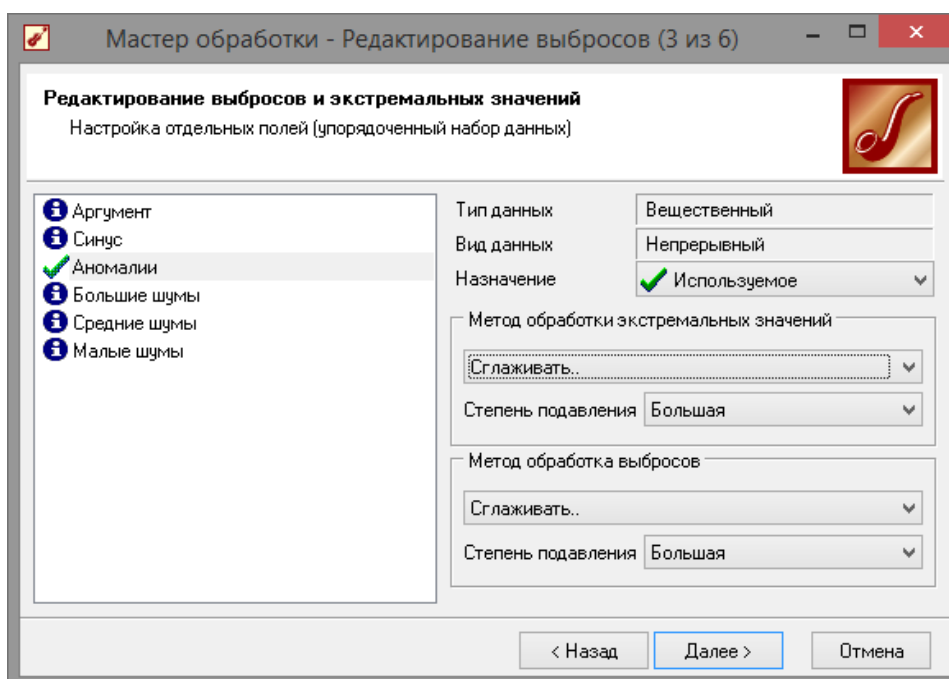 Мастер обработки - Редактирование выбросов (3 из 6)
Редактирование выбросов и экстремальных значений
Настройка отдельных полей (упорядоченный набор данных)
Аргумент
Синус
Аномалии
Большие шумы
Средние шумы
Малые шумы
Тип данных Вещественный
Вид данных Непрерывный
Назначение Используемое
Метод обработки экстремальных значений
Сглаживать..
Степень подавления Большая
Метод обработка выбросов
Сглаживать..
Степень подавления Большая
< Назад Далее > Отмена